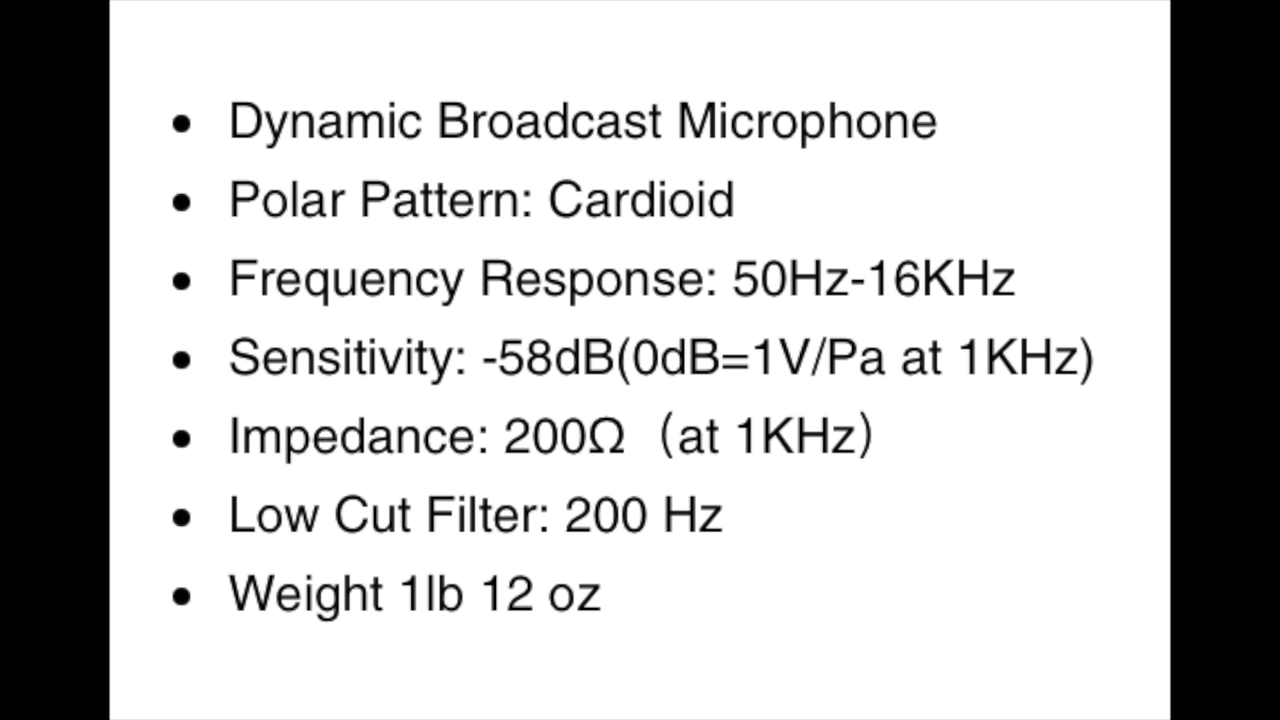 • Dynamic Broadcast Microphone
• Polar Pattern: Cardioid
• Frequency Response: 50Hz-16KHz
• Sensitivity: -58dB(0dB=1V/Pa at 1KHz)
• Impedance: 200Ω （at 1KHz）
• Low Cut Filter: 200 Hz
• Weight 1lb 12 oz